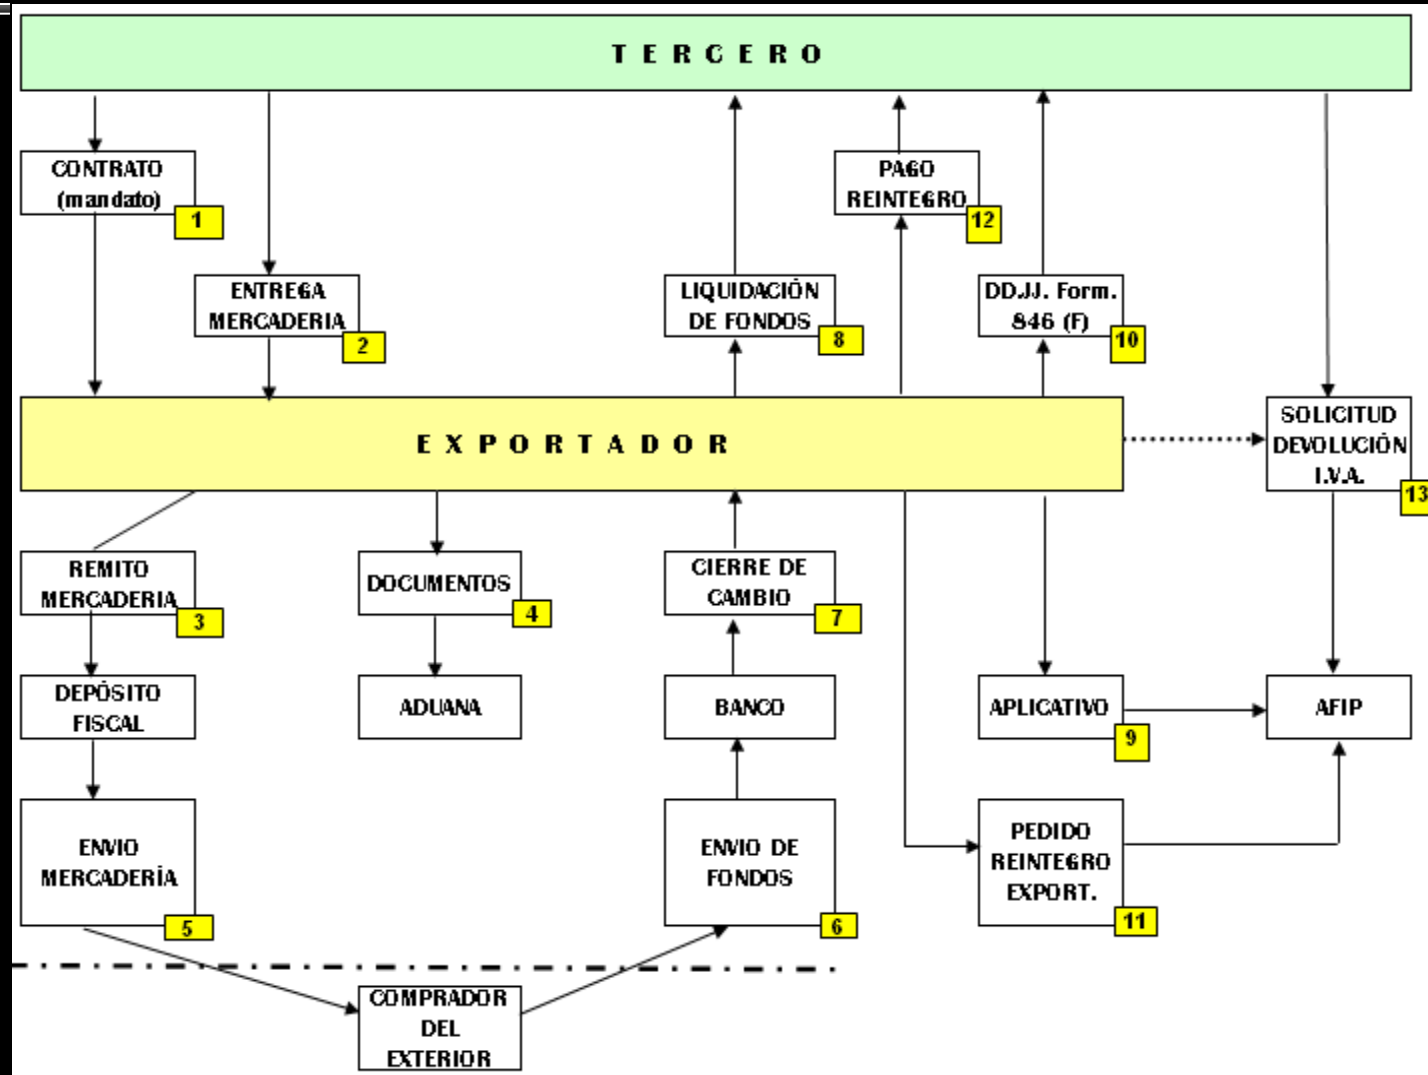 T E R C E R O
CONTRATO
(mandato)
1
PAGO
REINTEGRO
12
ENTREGA
MERCADERIA
2
LIQUIDACIÓN
DE FONDOS
8
DD.JJ. Form.
846 (F)
10
E X P O R T A D O R
SOLICITUD
DEVOLUCIÓN
I.V.A.
13
REMITO
MERCADERIA
3
DOCUMENTOS
4
CIERRE DE
CAMBIO
7
DEPÓSITO
FISCAL
ADUANA
BANCO
APLICATIVO
9
AFIP
ENVIO
MERCADERÍA
5
ENVIO DE
FONDOS
6
PEDIDO
REINTEGRO
EXPORT.
11
COMPRADOR
DEL
EXTERIOR